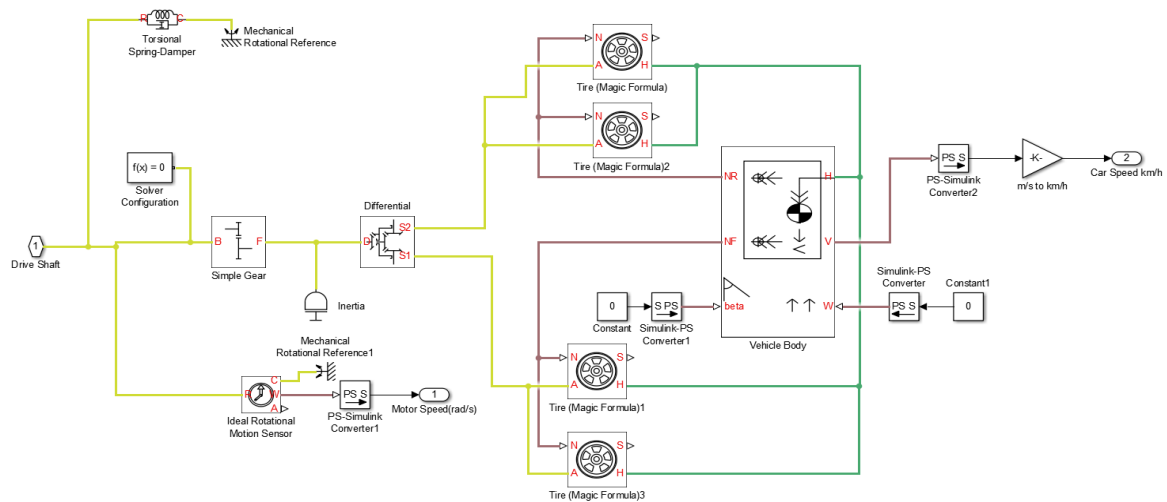 R
C
Torsional
Spring-Damper
Mechanical
Rotational Reference
N
S
A
H
Tire (Magic Formula)
N
S
A
H
Tire (Magic Formula)2
f(x) = 0
Solver
Configuration
1
Drive Shaft
B
F
Simple Gear
Differential
D
S2
S1
Inertia
NR
H
NF
V
beta
W
Vehicle Body
PS S
PS-Simulink
Converter2
-K-
m/s to km/h
2
Car Speed km/h
0
Constant
S PS
Simulink-PS
Converter1
Simulink-PS
Converter
PS S
Constant1
0
Mechanical
Rotational Reference1
R
C
W
A
Ideal Rotational
Motion Sensor
PS S
PS-Simulink
Converter1
1
Motor Speed(rad/s)
N
S
A
H
Tire (Magic Formula)1
N
S
A
H
Tire (Magic Formula)3